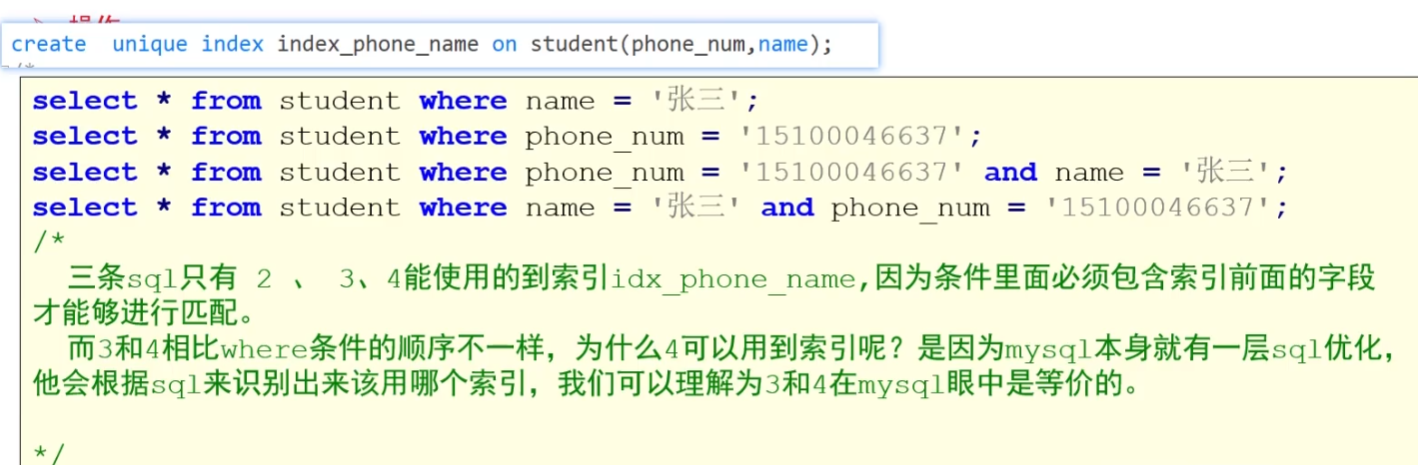 create  unique index index_phone_name on student(phone_num,name);
select * from student where name = '张三';
select * from student where phone_num = '15100046637';
select * from student where phone_num = '15100046637' and name = '张三';
select * from student where name = '张三' and phone_num = '15100046637';
/*
三条sql只有 2 、 3、4能使用的到索引idx_phone_name,因为条件里面必须包含索引前面的字段
才能够进行匹配。
而3和4相比where条件的顺序不一样，为什么4可以用到索引呢？是因为mysql本身就有一层sql优化，
他会根据sql来识别出来该用哪个索引，我们可以理解为3和4在mysql眼中是等价的。
*/